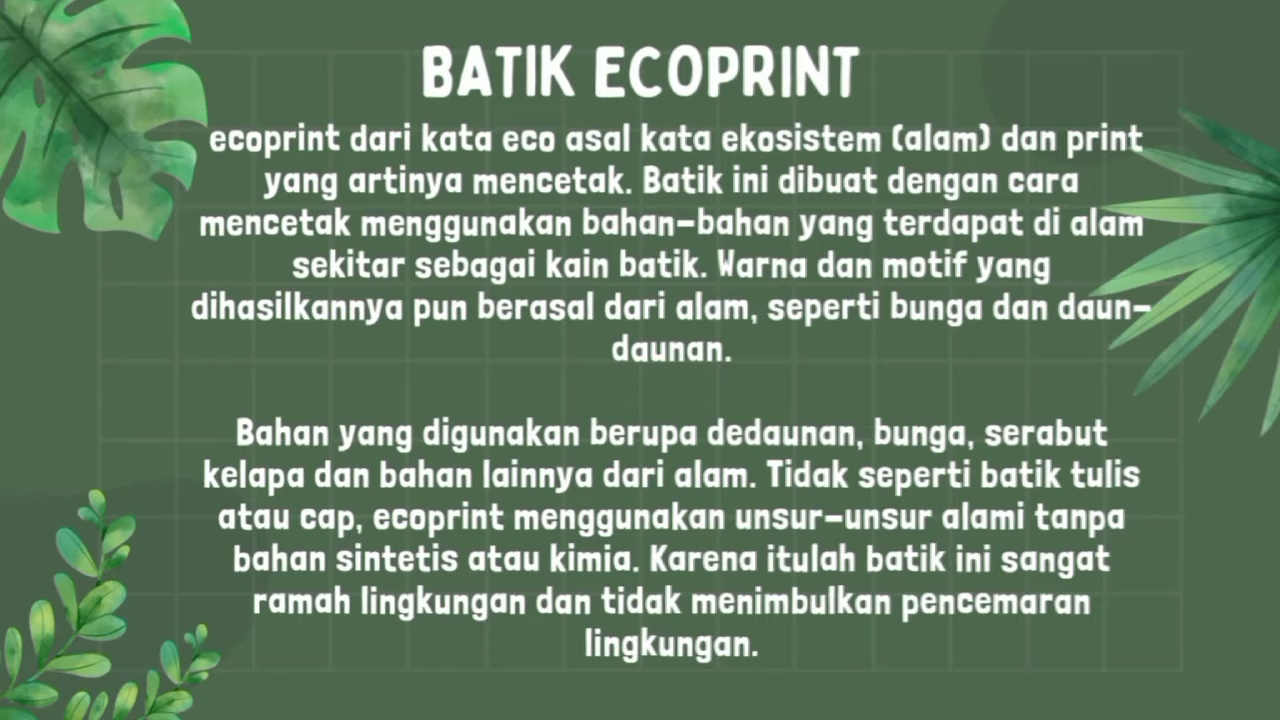 BATIK ECOPRINT
ecoprint dari kata eco asal kata ekosistem (alam) dan print
yang artinya mencetak. Batik ini dibuat dengan cara
mencetak menggunakan bahan-bahan yang terdapat di alam
sekitar sebagai kain batik. Warna dan motif yang
dihasilkannya pun berasal dari alam, seperti bunga dan daun-
daunan.
Bahan yang digunakan berupa dedaunan, bunga, serabut
kelapa dan bahan lainnya dari alam. Tidak seperti batik tulis
atau cap, ecoprint menggunakan unsur-unsur alami tanpa
bahan sintetis atau kimia. Karena itulah batik ini sangat
ramah lingkungan dan tidak menimbulkan pencemaran
lingkungan.